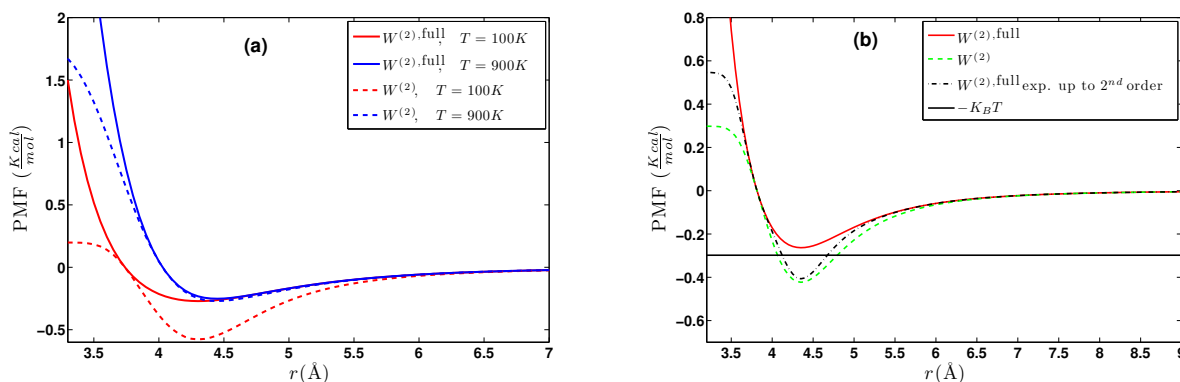 (a)
W^{(2),full}, T = 100K
W^{(2),full}, T = 900K
W^{(2)}, T = 100K
W^{(2)}, T = 900K
PMF (\frac{Kcal}{mol})
2
1.5
1
0.5
0
−0.5
3.5 4 4.5 5 5.5 6 6.5 7
r(Å)
(b)
W^{(2),full}
W^{(2)}
W^{(2),full} exp. up to 2^{nd} order
−K_BT
PMF (\frac{Kcal}{mol})
0.8
0.6
0.4
0.2
0
−0.2
−0.4
−0.6
3.5 4 4.5 5 5.5 6 6.5 7 7.5 8 8.5 9
r(Å)